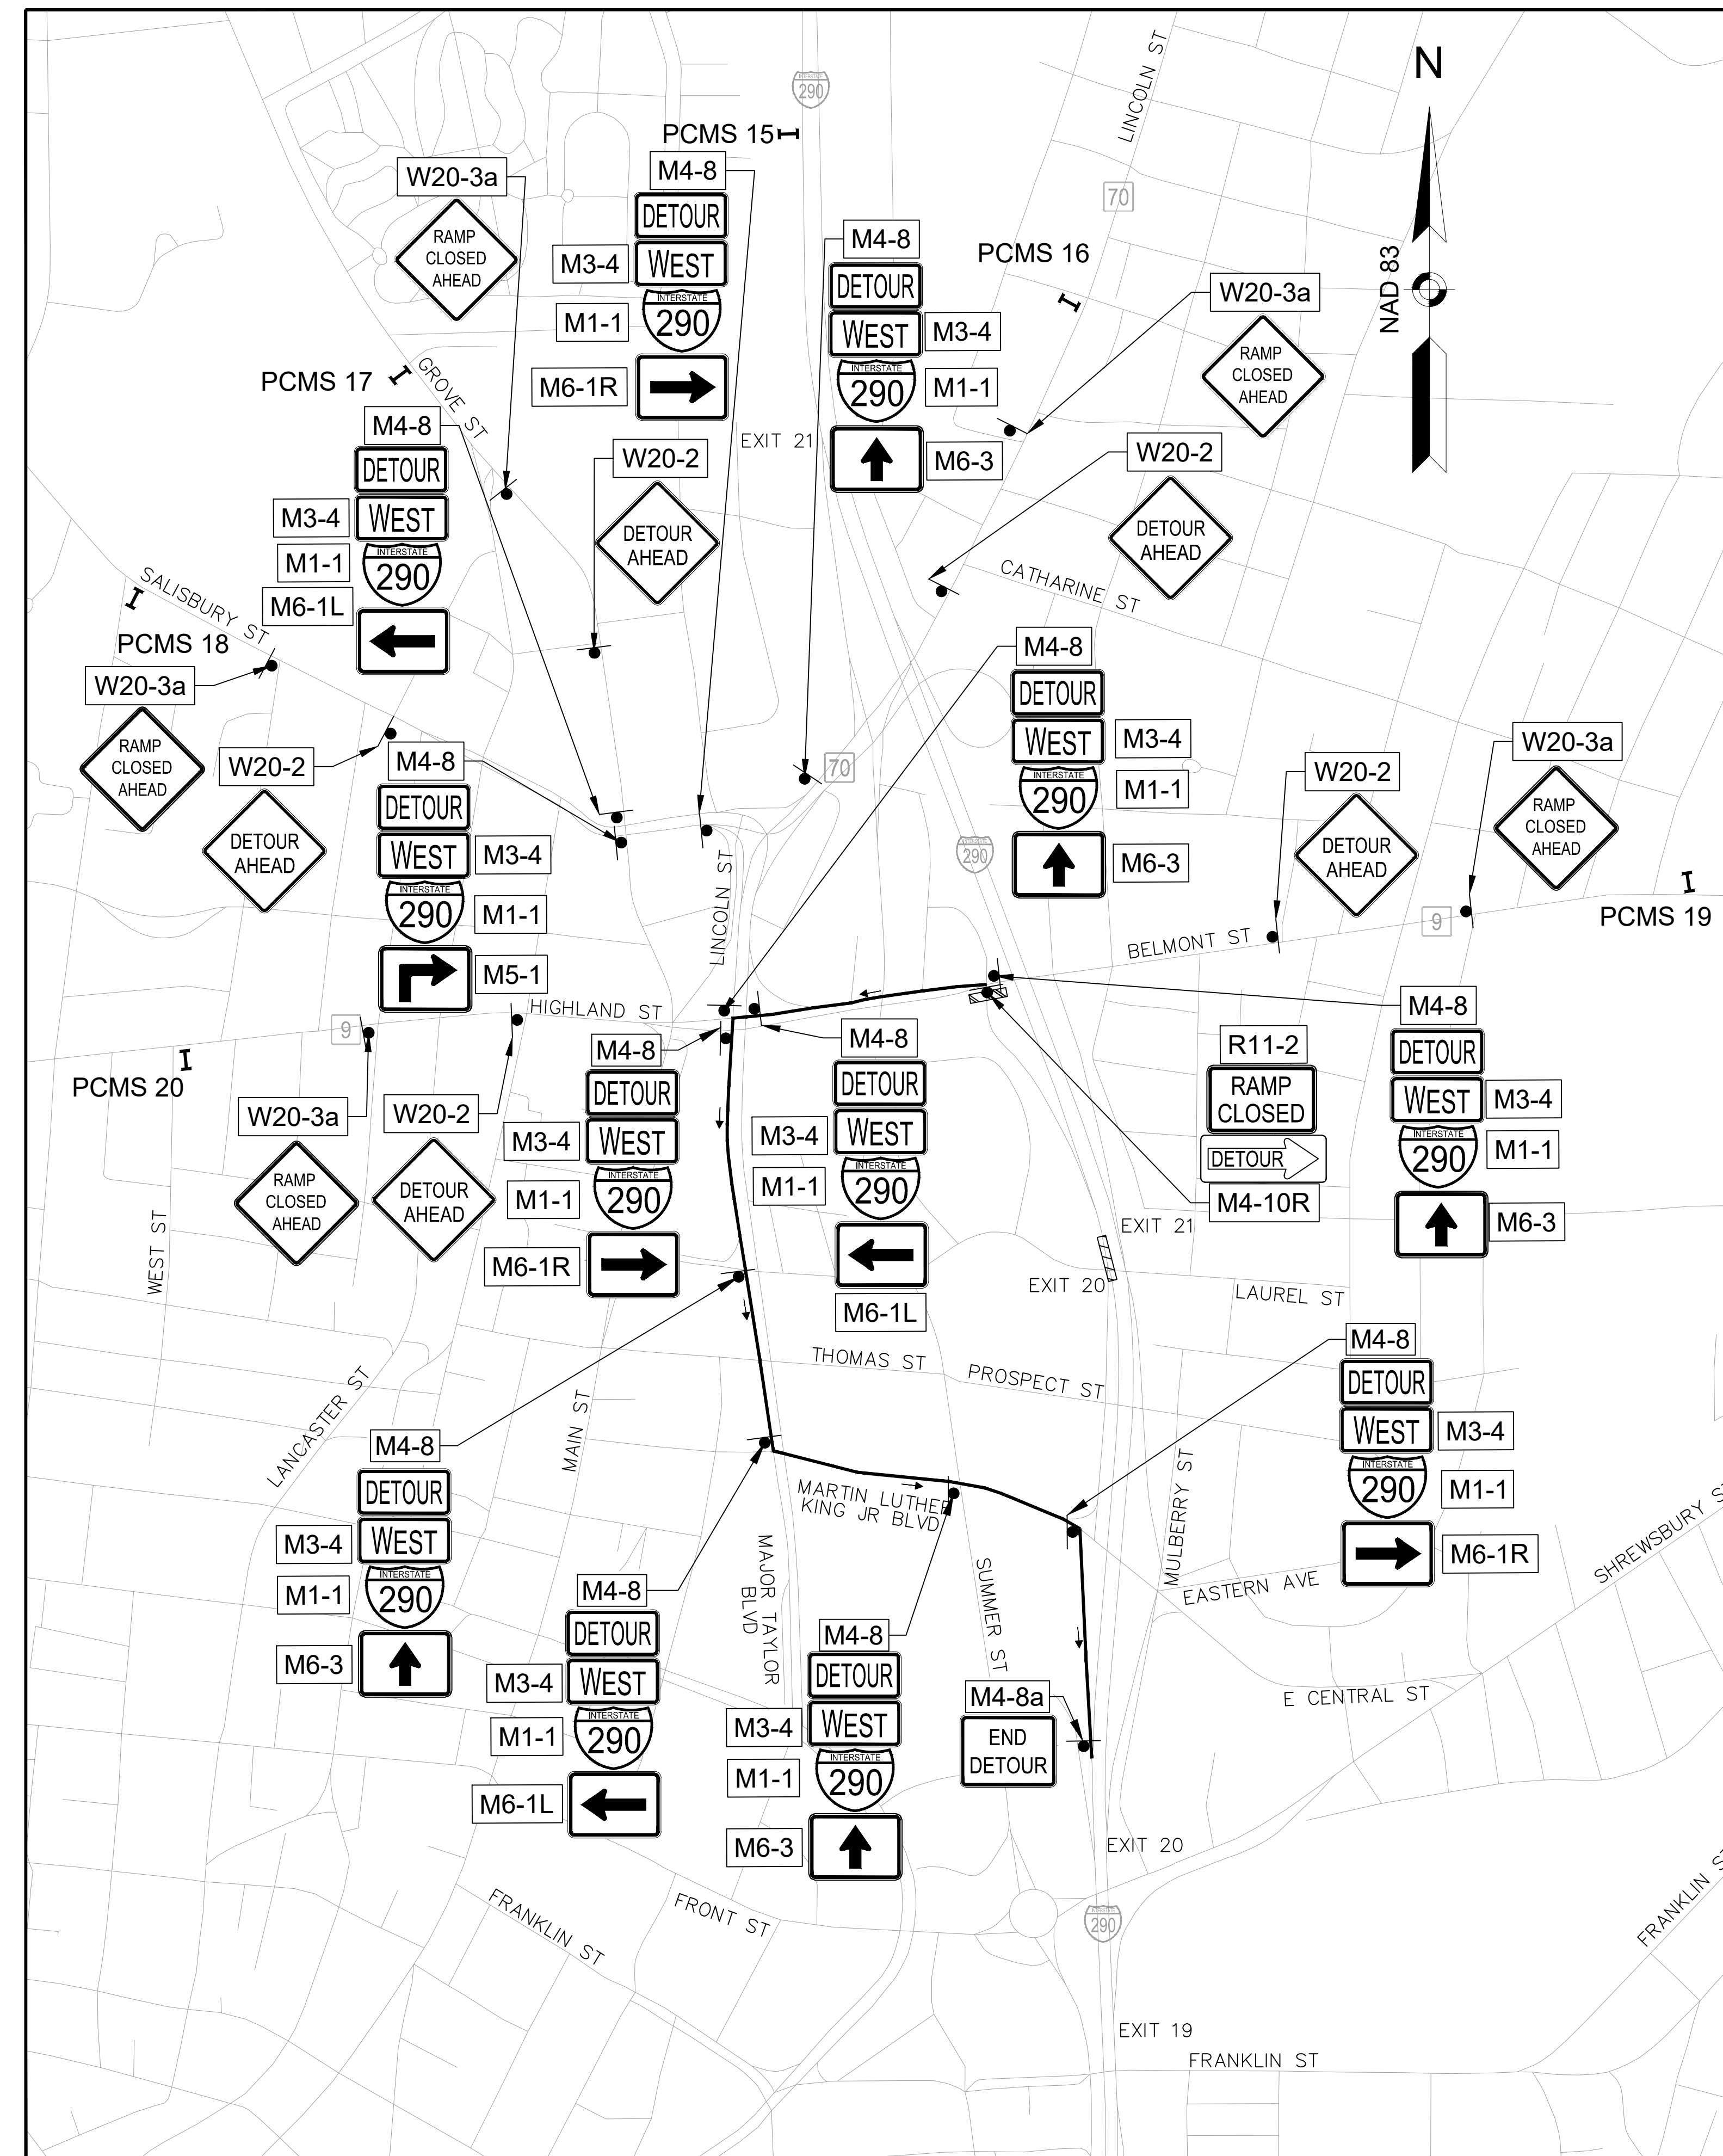 N
NAD 83
LINCOLN ST
INTERSTATE
290
70
PCMS 15
M4-8
DETOUR
M3-4
WEST
M1-1
INTERSTATE
290
M6-1R
W20-3a
RAMP
CLOSED
AHEAD
M4-8
DETOUR
WEST
M3-4
INTERSTATE
290
M1-1
M6-3
PCMS 16
W20-3a
RAMP
CLOSED
AHEAD
PCMS 17
GROVE ST
M4-8
DETOUR
M3-4
WEST
M1-1
INTERSTATE
290
M6-1L
EXIT 21
W20-2
DETOUR
AHEAD
W20-2
DETOUR
AHEAD
CATHARINE ST
SALISBURY ST
PCMS 18
W20-3a
RAMP
CLOSED
AHEAD
W20-2
DETOUR
AHEAD
M4-8
DETOUR
WEST
M3-4
INTERSTATE
290
M1-1
M5-1
70
M4-8
DETOUR
WEST
M3-4
INTERSTATE
290
M1-1
M6-3
W20-2
DETOUR
AHEAD
W20-3a
RAMP
CLOSED
AHEAD
290
9
PCMS 19
BELMONT ST
LINCOLN ST
HIGHLAND ST
9
PCMS 20
W20-3a
RAMP
CLOSED
AHEAD
W20-2
DETOUR
AHEAD
M4-8
DETOUR
M3-4
WEST
M1-1
INTERSTATE
290
M6-1R
M4-8
DETOUR
M3-4
WEST
M1-1
INTERSTATE
290
M6-1L
R11-2
RAMP
CLOSED
DETOUR
M4-10R
M4-8
DETOUR
WEST
M3-4
INTERSTATE
290
M1-1
M6-3
EXIT 21
EXIT 20
LAUREL ST
WEST ST
THOMAS ST
PROSPECT ST
LANCASTER ST
MAIN ST
M4-8
DETOUR
M3-4
WEST
M1-1
INTERSTATE
290
M6-3
M4-8
DETOUR
WEST
M3-4
INTERSTATE
290
M1-1
M6-1R
MARTIN LUTHER
KING JR BLVD
MULBERRY ST
SHREWSBURY ST
EASTERN AVE
MAJOR TAYLOR
BLVD
SUMMER ST
E CENTRAL ST
M4-8
DETOUR
M3-4
WEST
M1-1
INTERSTATE
290
M6-1L
M4-8
DETOUR
M3-4
WEST
M1-1
INTERSTATE
290
M6-3
M4-8a
END
DETOUR
EXIT 20
FRANKLIN ST
FRONT ST
290
FRANKLIN S
EXIT 19
FRANKLIN ST